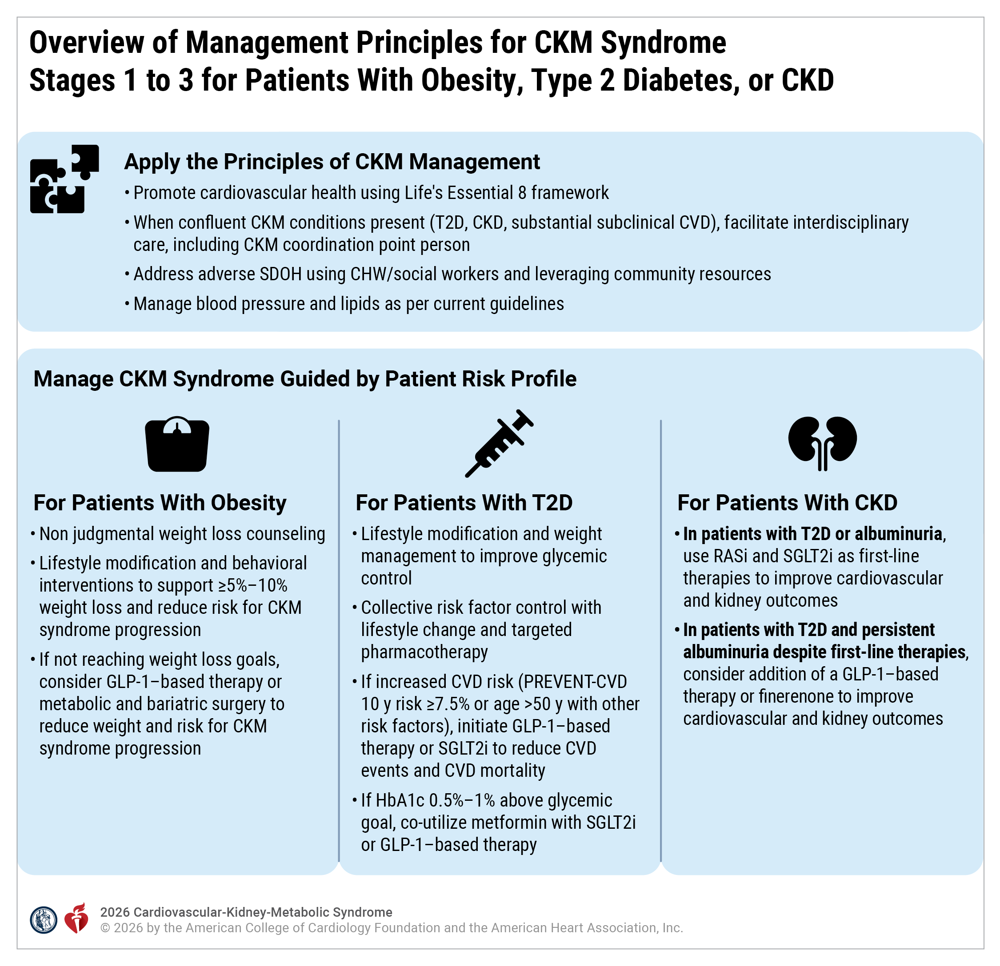 Overview of Management Principles for CKM Syndrome
Stages 1 to 3 for Patients With Obesity, Type 2 Diabetes, or CKD
Apply the Principles of CKM Management
• Promote cardiovascular health using Life's Essential 8 framework
• When confluent CKM conditions present (T2D, CKD, substantial subclinical CVD), facilitate interdisciplinary
care, including CKM coordination point person
• Address adverse SDOH using CHW/social workers and leveraging community resources
• Manage blood pressure and lipids as per current guidelines
Manage CKM Syndrome Guided by Patient Risk Profile
For Patients With Obesity
• Non judgmental weight loss counseling
• Lifestyle modification and behavioral
interventions to support ≥5%–10%
weight loss and reduce risk for CKM
syndrome progression
• If not reaching weight loss goals,
consider GLP-1–based therapy or
metabolic and bariatric surgery to
reduce weight and risk for CKM
syndrome progression
For Patients With T2D
• Lifestyle modification and weight
management to improve glycemic
control
• Collective risk factor control with
lifestyle change and targeted
pharmacotherapy
• If increased CVD risk (PREVENT-CVD
10 y risk ≥7.5% or age >50 y with other
risk factors), initiate GLP-1–based
therapy or SGLT2i to reduce CVD
events and CVD mortality
• If HbA1c 0.5%–1% above glycemic
goal, co-utilize metformin with SGLT2i
or GLP-1–based therapy
For Patients With CKD
• In patients with T2D or albuminuria,
use RASi and SGLT2i as first-line
therapies to improve cardiovascular
and kidney outcomes
• In patients with T2D and persistent
albuminuria despite first-line therapies,
consider addition of a GLP-1–based
therapy or finerenone to improve
cardiovascular and kidney outcomes
2026 Cardiovascular-Kidney-Metabolic Syndrome
© 2026 by the American College of Cardiology Foundation and the American Heart Association, Inc.